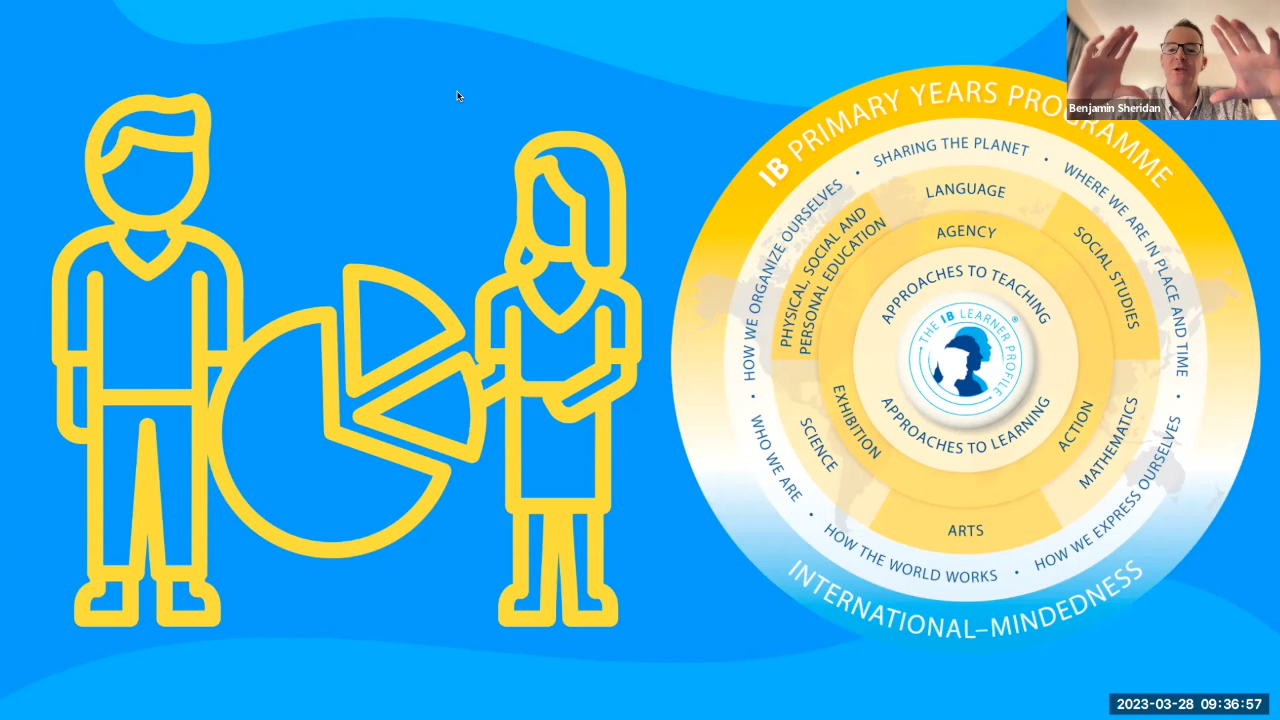 Benjamin Sheridan
IB PRIMARY YEARS PROGRAMME
SHARING THE PLANET
•
WHERE WE ARE IN PLACE AND TIME
•
HOW WE EXPRESS OURSELVES
•
HOW THE WORLD WORKS
•
WHO WE ARE
•
HOW WE ORGANIZE OURSELVES
•
LANGUAGE
SOCIAL STUDIES
MATHEMATICS
ARTS
SCIENCE
PHYSICAL, SOCIAL AND
PERSONAL EDUCATION
AGENCY
ACTION
EXHIBITION
APPROACHES TO TEACHING
APPROACHES TO LEARNING
THE IB LEARNER PROFILE
®
INTERNATIONAL–MINDEDNESS
2023-03-28 09:36:57